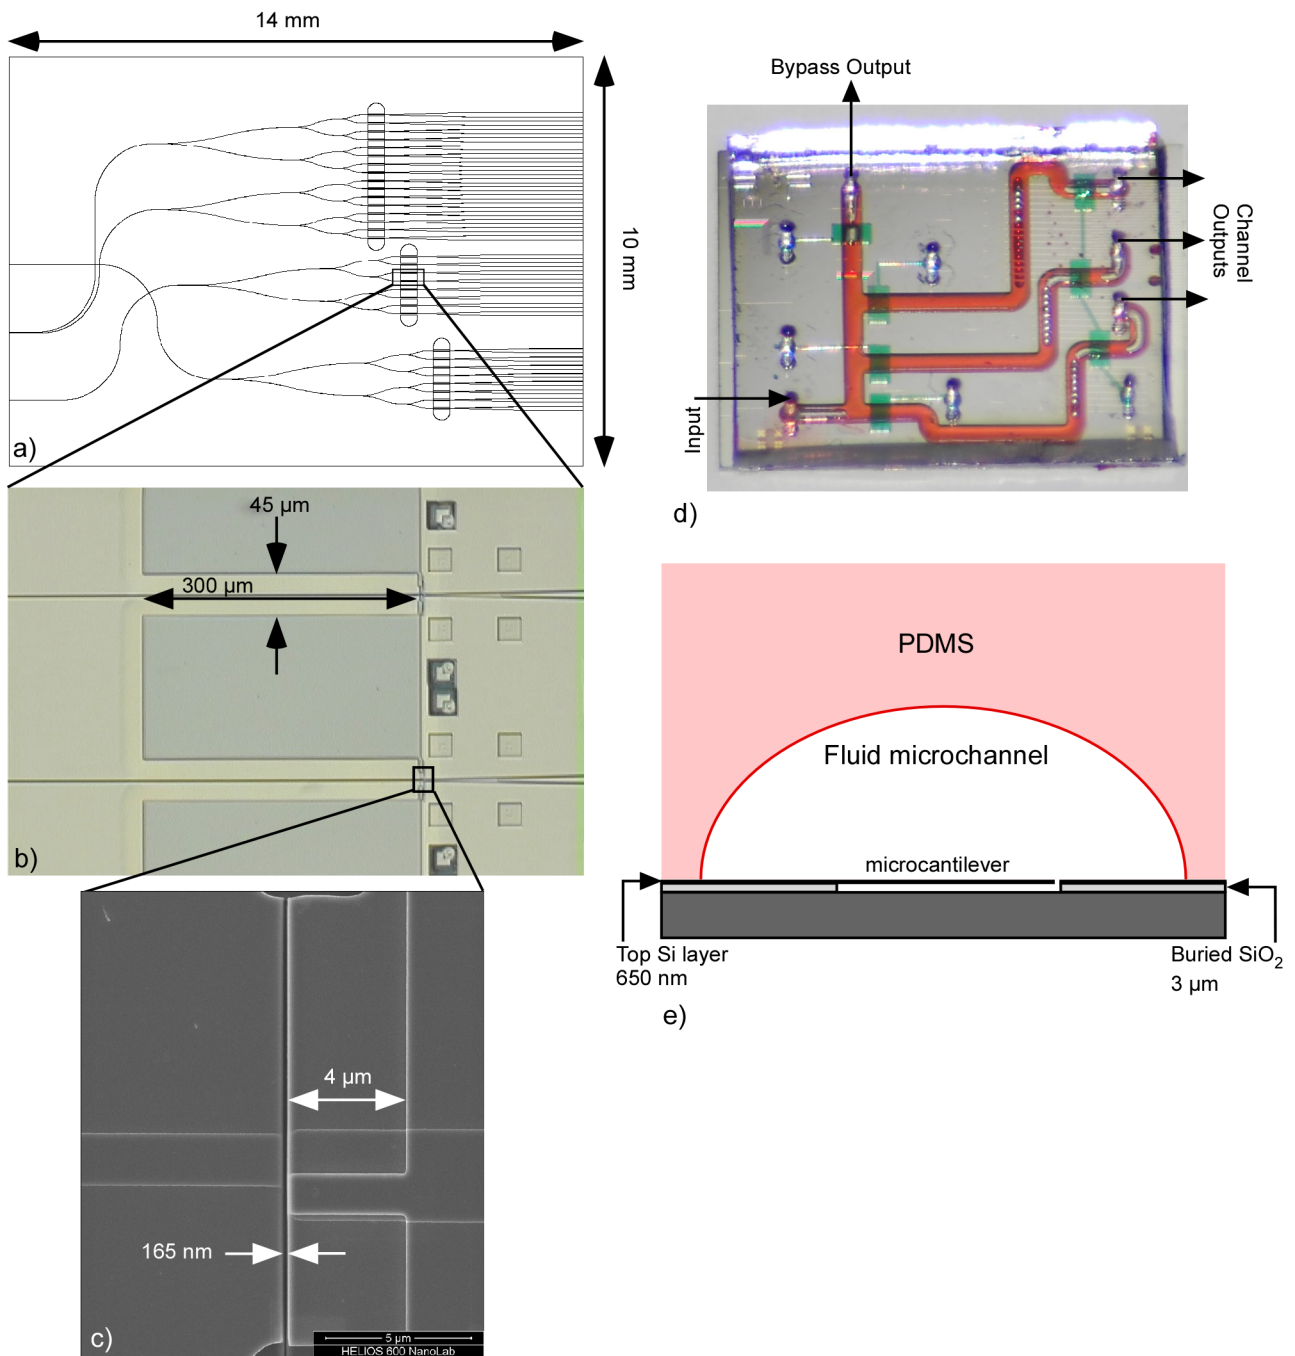 14 mm
10 mm
a)
45 µm
300 µm
b)
4 µm
165 nm
5 µm
HELIOS 600 NanoLab
c)
Bypass Output
Channel
Outputs
Input
d)
PDMS
Fluid microchannel
microcantilever
Top Si layer
650 nm
Buried SiO2
3 µm
e)